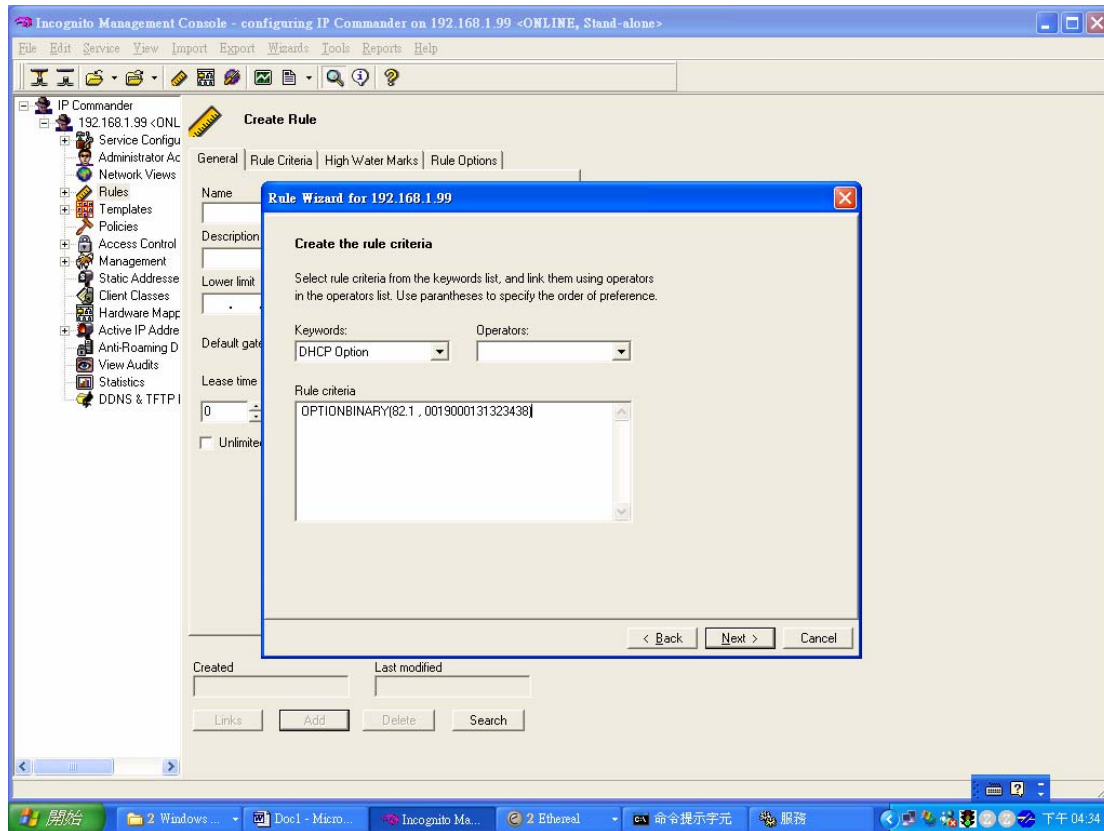 Incognito Management Console - configuring IP Commander on 192.168.1.99 <ONLINE, Stand-alone>
File Edit Service View Import Export Wizards Tools Reports Help
IP Commander
192.168.1.99 <ONL
Service Configu
Administrator Ac
Network Views
Rules
Templates
Policies
Access Control
Management
Static Addresse
Client Classes
Hardware Mapp
Active IP Addre
Anti-Roaming D
View Audits
Statistics
DDNS & TFTP I
Create Rule
General Rule Criteria High Water Marks Rule Options
Name
Description
Lower limit
. .
Default gate
Lease time
0
Unlimite
Rule Wizard for 192.168.1.99
Create the rule criteria
Select rule criteria from the keywords list, and link them using operators
in the operators list. Use parantheses to specify the order of preference.
Keywords: Operators:
DHCP Option
Rule criteria
OPTIONBINARY(82.1 , 0019000131323438)
< Back Next > Cancel
Created Last modified
Links Add Delete Search
開始 2 Windows ... Doc1 - Micro... Incognito Ma... 2 Ethereal 命令提示字元 服務 下午 04:34